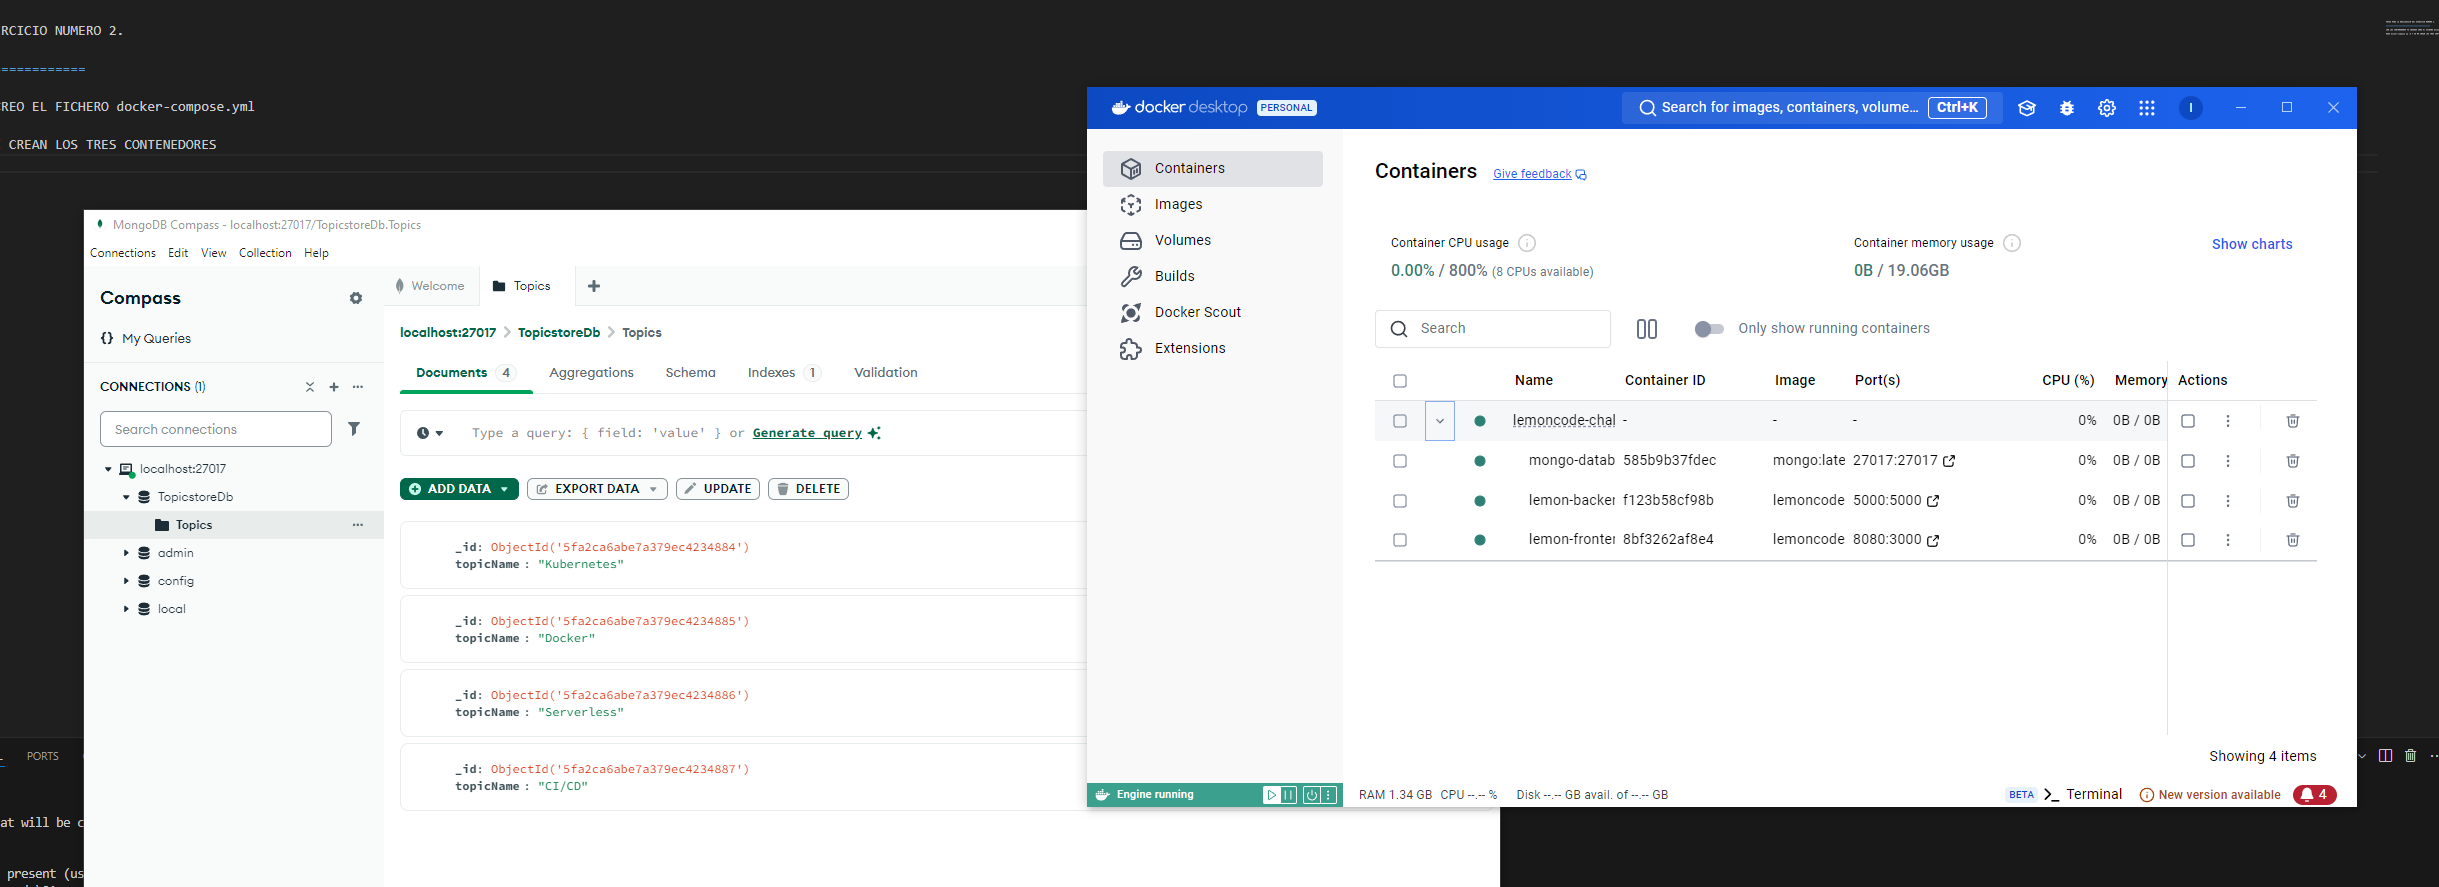 RCICIO NUMERO 2.
===========
REO EL FICHERO docker-compose.yml
CREAN LOS TRES CONTENEDORES
MongoDB Compass - localhost:27017/TopicstoreDb.Topics
Connections Edit View Collection Help
Compass
My Queries
CONNECTIONS (1)
Search connections
localhost:27017
TopicstoreDb
Topics
admin
config
local
Welcome
Topics
localhost:27017 > TopicstoreDb > Topics
Documents 4 Aggregations Schema Indexes 1 Validation
Type a query: { field: 'value' } or Generate query
ADD DATA EXPORT DATA UPDATE DELETE
_id: ObjectId('5fa2ca6abe7a379ec4234884')
topicName : "Kubernetes"
_id: ObjectId('5fa2ca6abe7a379ec4234885')
topicName : "Docker"
_id: ObjectId('5fa2ca6abe7a379ec4234886')
topicName : "Serverless"
_id: ObjectId('5fa2ca6abe7a379ec4234887')
topicName : "CI/CD"
docker desktop PERSONAL
Search for images, containers, volume... Ctrl+K
I
Containers
Images
Volumes
Builds
Docker Scout
Extensions
Containers Give feedback
Container CPU usage
0.00% / 800% (8 CPUs available)
Container memory usage
0B / 19.06GB
Show charts
Search
Only show running containers
Name Container ID Image Port(s) CPU (%) Memory Actions
lemoncode-chal - - - 0% 0B / 0B
mongo-datab 585b9b37fdec mongo:late 27017:27017 0% 0B / 0B
lemon-backer f123b58cf98b lemoncode 5000:5000 0% 0B / 0B
lemon-fronter 8bf3262af8e4 lemoncode 8080:3000 0% 0B / 0B
Showing 4 items
Engine running
RAM 1.34 GB CPU --.-- % Disk --.-- GB avail. of --.-- GB
BETA Terminal New version available 4
PORTS
at will be c
present (us